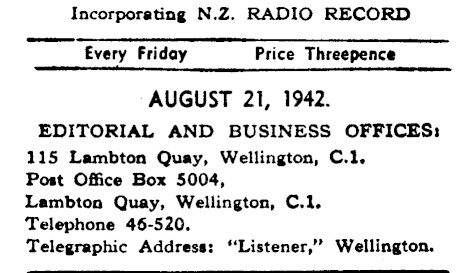 Incorporating N.Z. RADIO RECORD
Every Friday Price Threepence
AUGUST 21, 1942.
EDITORIAL AND BUSINESS OFFICES:
115 Lambton Quay, Wellington, C.1.
Post Office Box 5004,
Lambton Quay, Wellington, C.1.
Telephone 46-520.
Telegraphic Address: "Listener," Wellington.